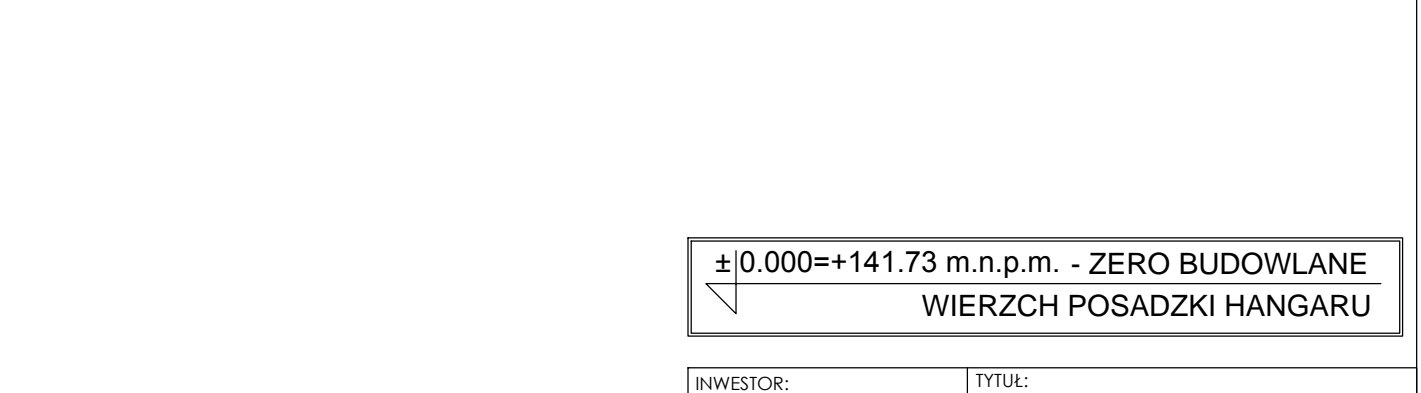 ±0.000=+141.73 m.n.p.m. - ZERO BUDOWLANE
WIERZCH POSADZKI HANGARU
INWESTOR: TYTUŁ: